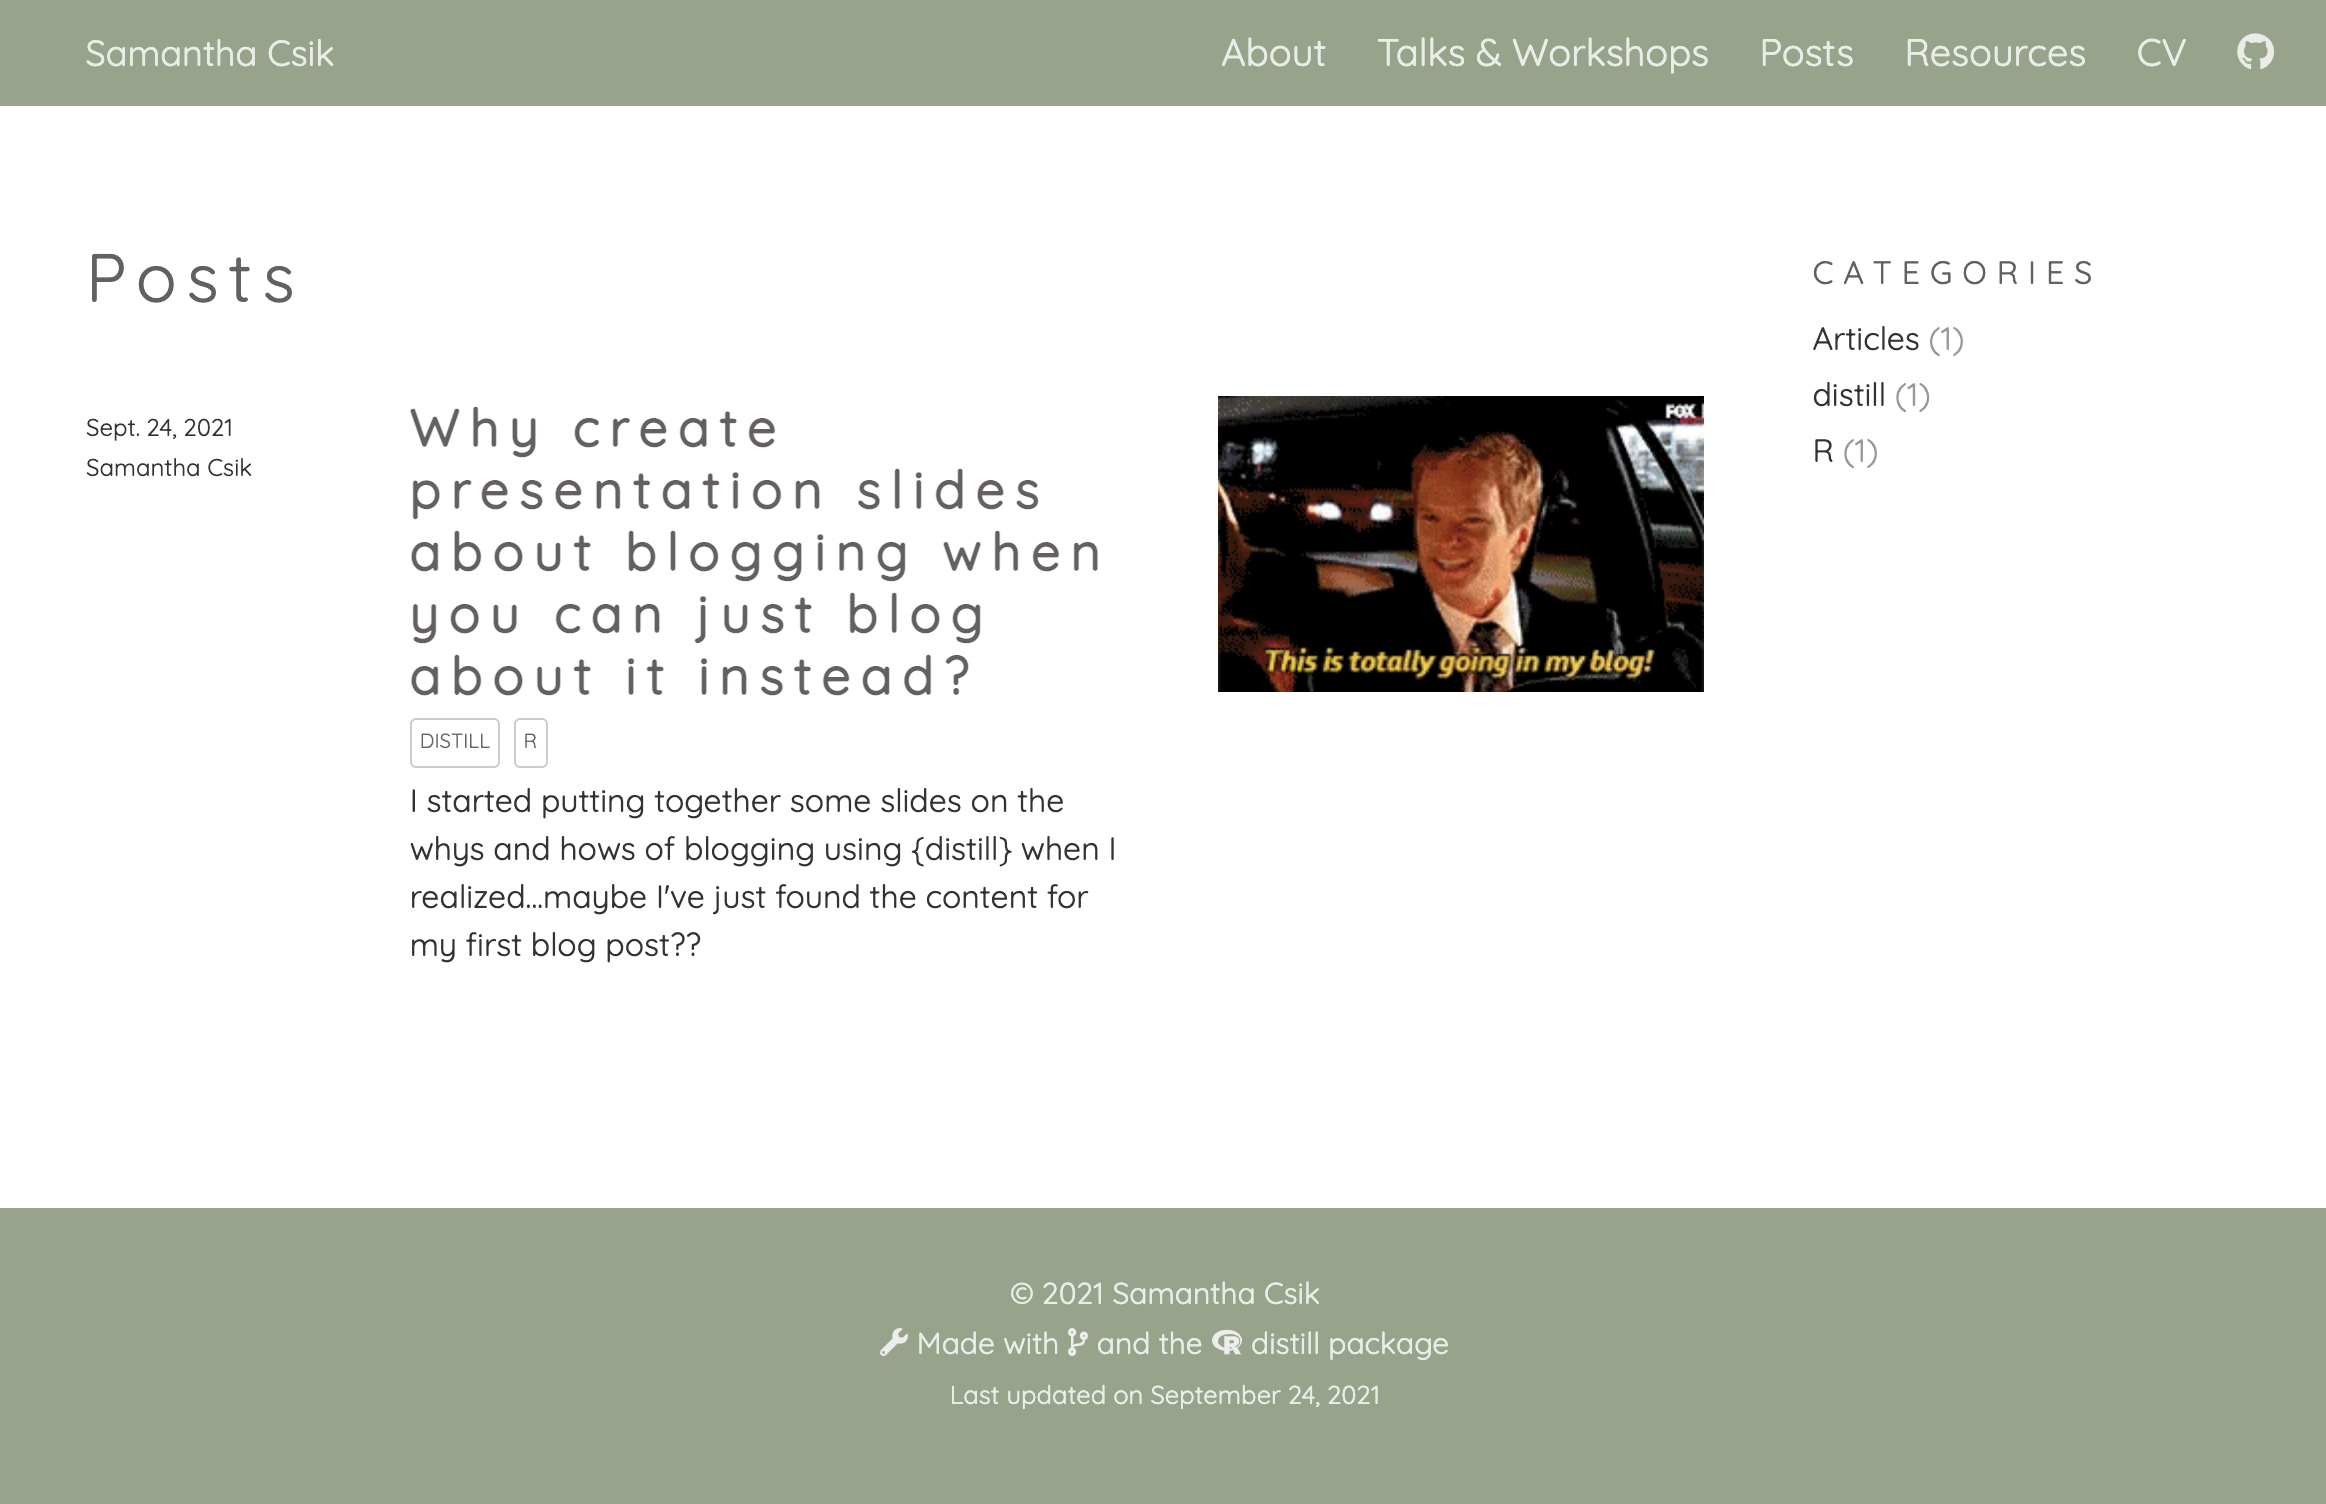 Samantha Csik
About
Talks & Workshops
Posts
Resources
CV
Posts
Sept. 24, 2021
Samantha Csik
Why create
presentation slides
about blogging when
you can just blog
about it instead?
DISTILL
R
I started putting together some slides on the
whys and hows of blogging using {distill} when I
realized...maybe I've just found the content for
my first blog post??
FOX
This is totally going in my blog!
CATEGORIES
Articles (1)
distill (1)
R (1)
© 2021 Samantha Csik
Made with and the R distill package
Last updated on September 24, 2021